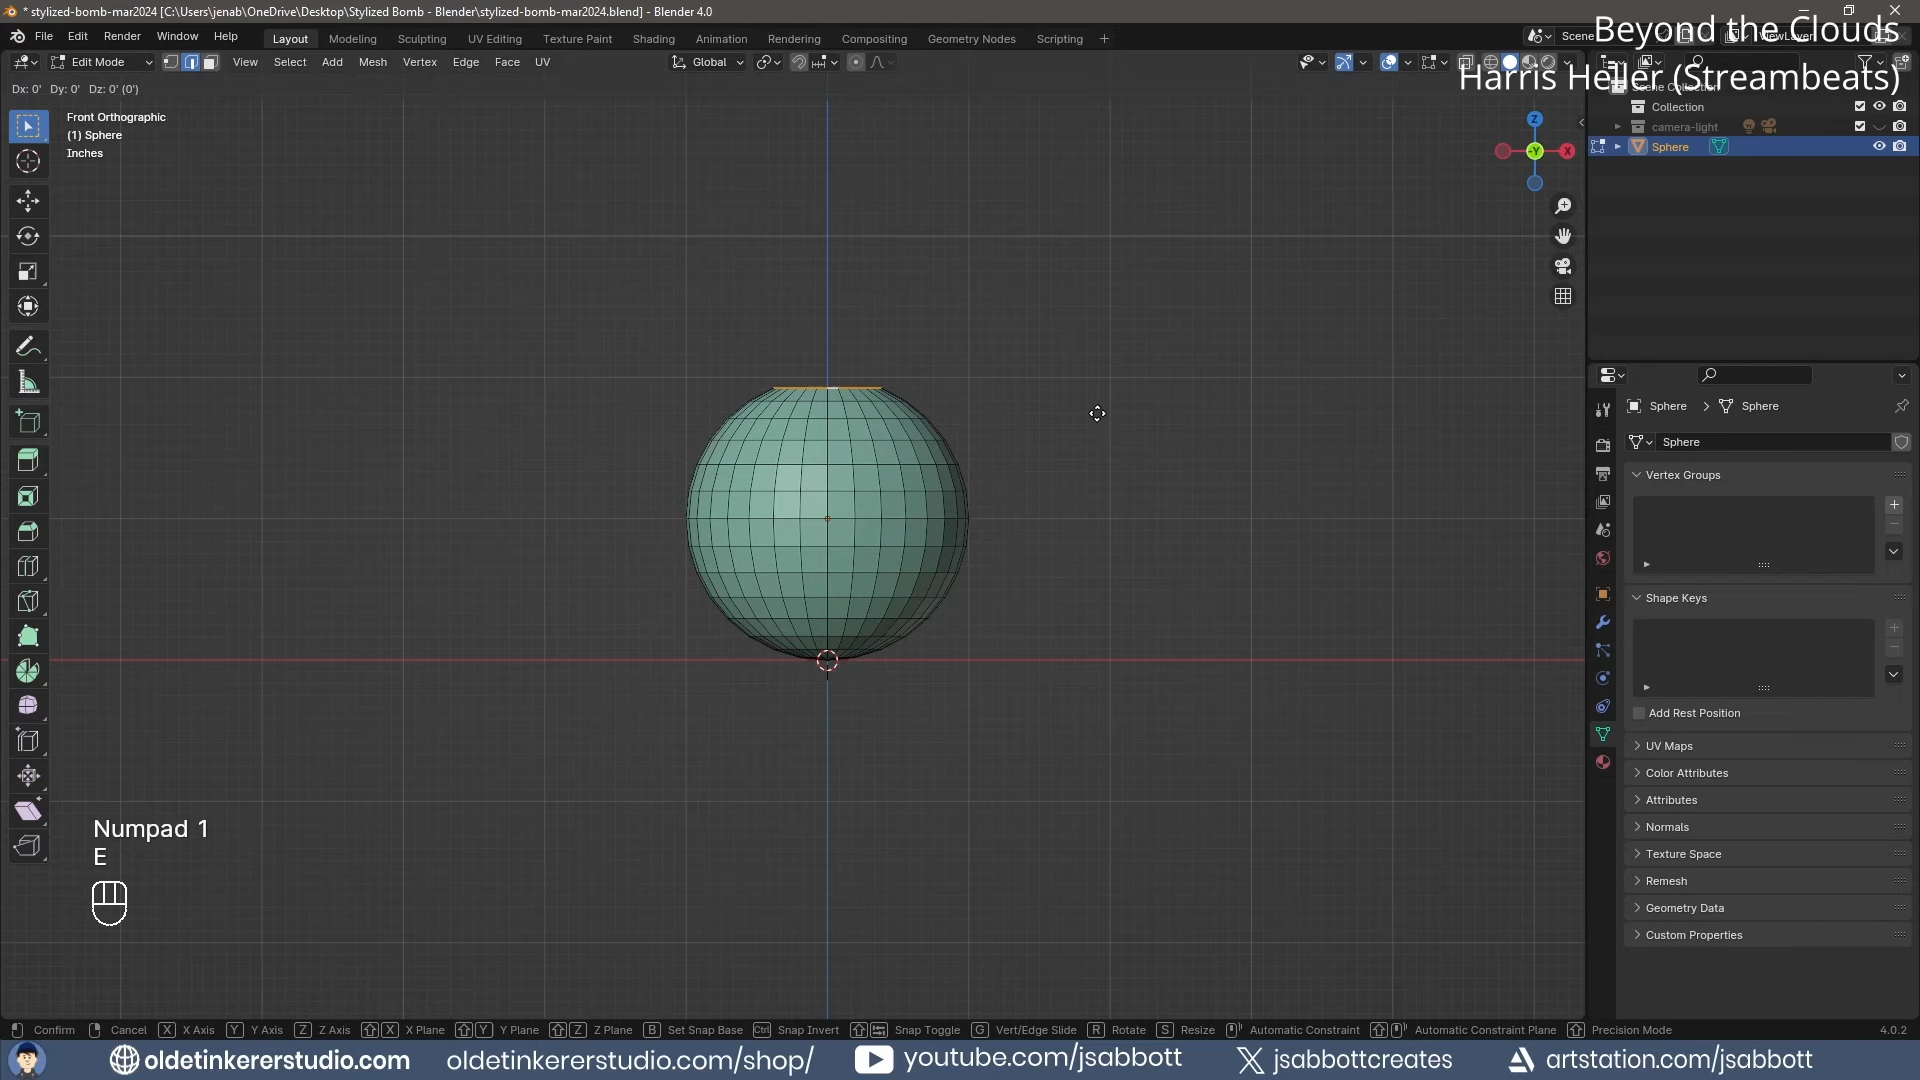 * stylized-bomb-mar2024 [C:\Users\jenab\OneDrive\Desktop\Stylized Bomb - Blender\stylized-bomb-mar2024.blend] - Blender 4.0
Beyond the Clouds
Harris Heller (Streambeats)
File Edit Render Window Help Layout Modeling Sculpting UV Editing Texture Paint Shading Animation Rendering Compositing Geometry Nodes Scripting + Scene ViewLayer
Edit Mode View Select Add Mesh Vertex Edge Face UV Global
Dx: 0' Dy: 0' Dz: 0' (0')
Scene Collection
Front Orthographic
(1) Sphere
Inches
Z
-Y
X
Collection
camera-light
Sphere
Sphere Sphere
Sphere
Vertex Groups
Shape Keys
Add Rest Position
UV Maps
Color Attributes
Attributes
Normals
Texture Space
Remesh
Geometry Data
Custom Properties
Numpad 1
E
Confirm Cancel X X Axis Y Y Axis Z Z Axis X X Plane Y Y Plane Z Z Plane B Set Snap Base Ctrl Snap Invert Snap Toggle G Vert/Edge Slide R Rotate S Resize Automatic Constraint Automatic Constraint Plane Precision Mode 4.0.2
oldetinkererstudio.com oldetinkererstudio.com/shop/ youtube.com/jsabbott jsabbottcreates artstation.com/jsabbott